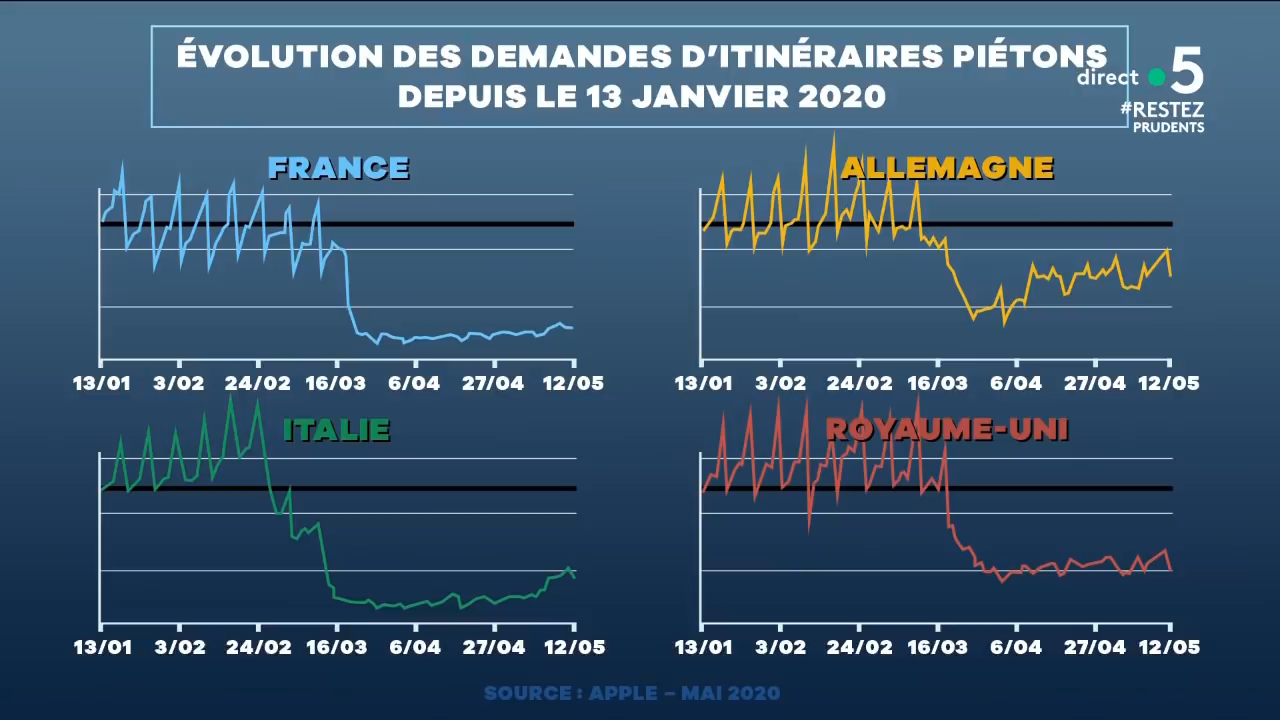 ÉVOLUTION DES DEMANDES D'ITINÉRAIRES PIÉTONS
DEPUIS LE 13 JANVIER 2020
direct 5
#RESTEZ
PRUDENTS
FRANCE
13/01 3/02 24/02 16/03 6/04 27/04 12/05
ALLEMAGNE
13/01 3/02 24/02 16/03 6/04 27/04 12/05
ITALIE
13/01 3/02 24/02 16/03 6/04 27/04 12/05
ROYAUME-UNI
13/01 3/02 24/02 16/03 6/04 27/04 12/05
SOURCE : APPLE – MAI 2020